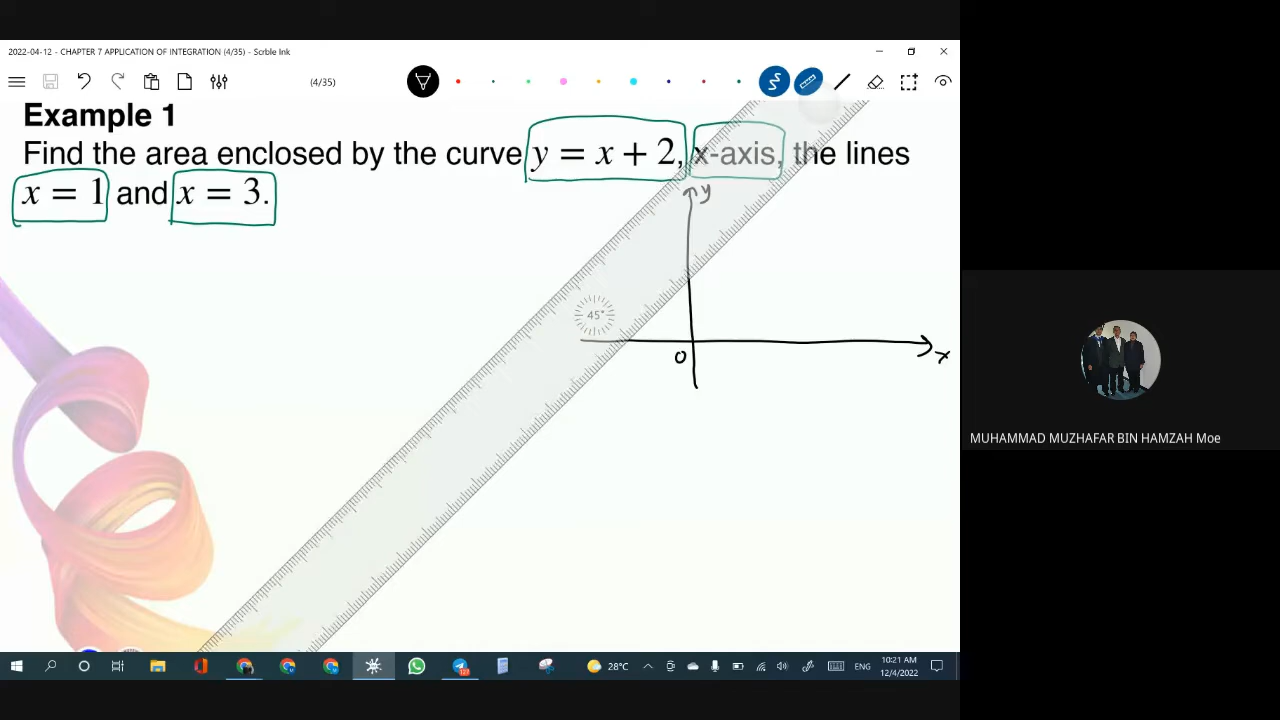 2022-04-12 - CHAPTER 7 APPLICATION OF INTEGRATION (4/35) - Scrble Ink
(4/35)
Example 1
Find the area enclosed by the curve y = x + 2, x-axis, the lines
x = 1 and x = 3.
y
45°
0
x
MUHAMMAD MUZHAFAR BIN HAMZAH Moe
28°C
ENG
10:21 AM
12/4/2022